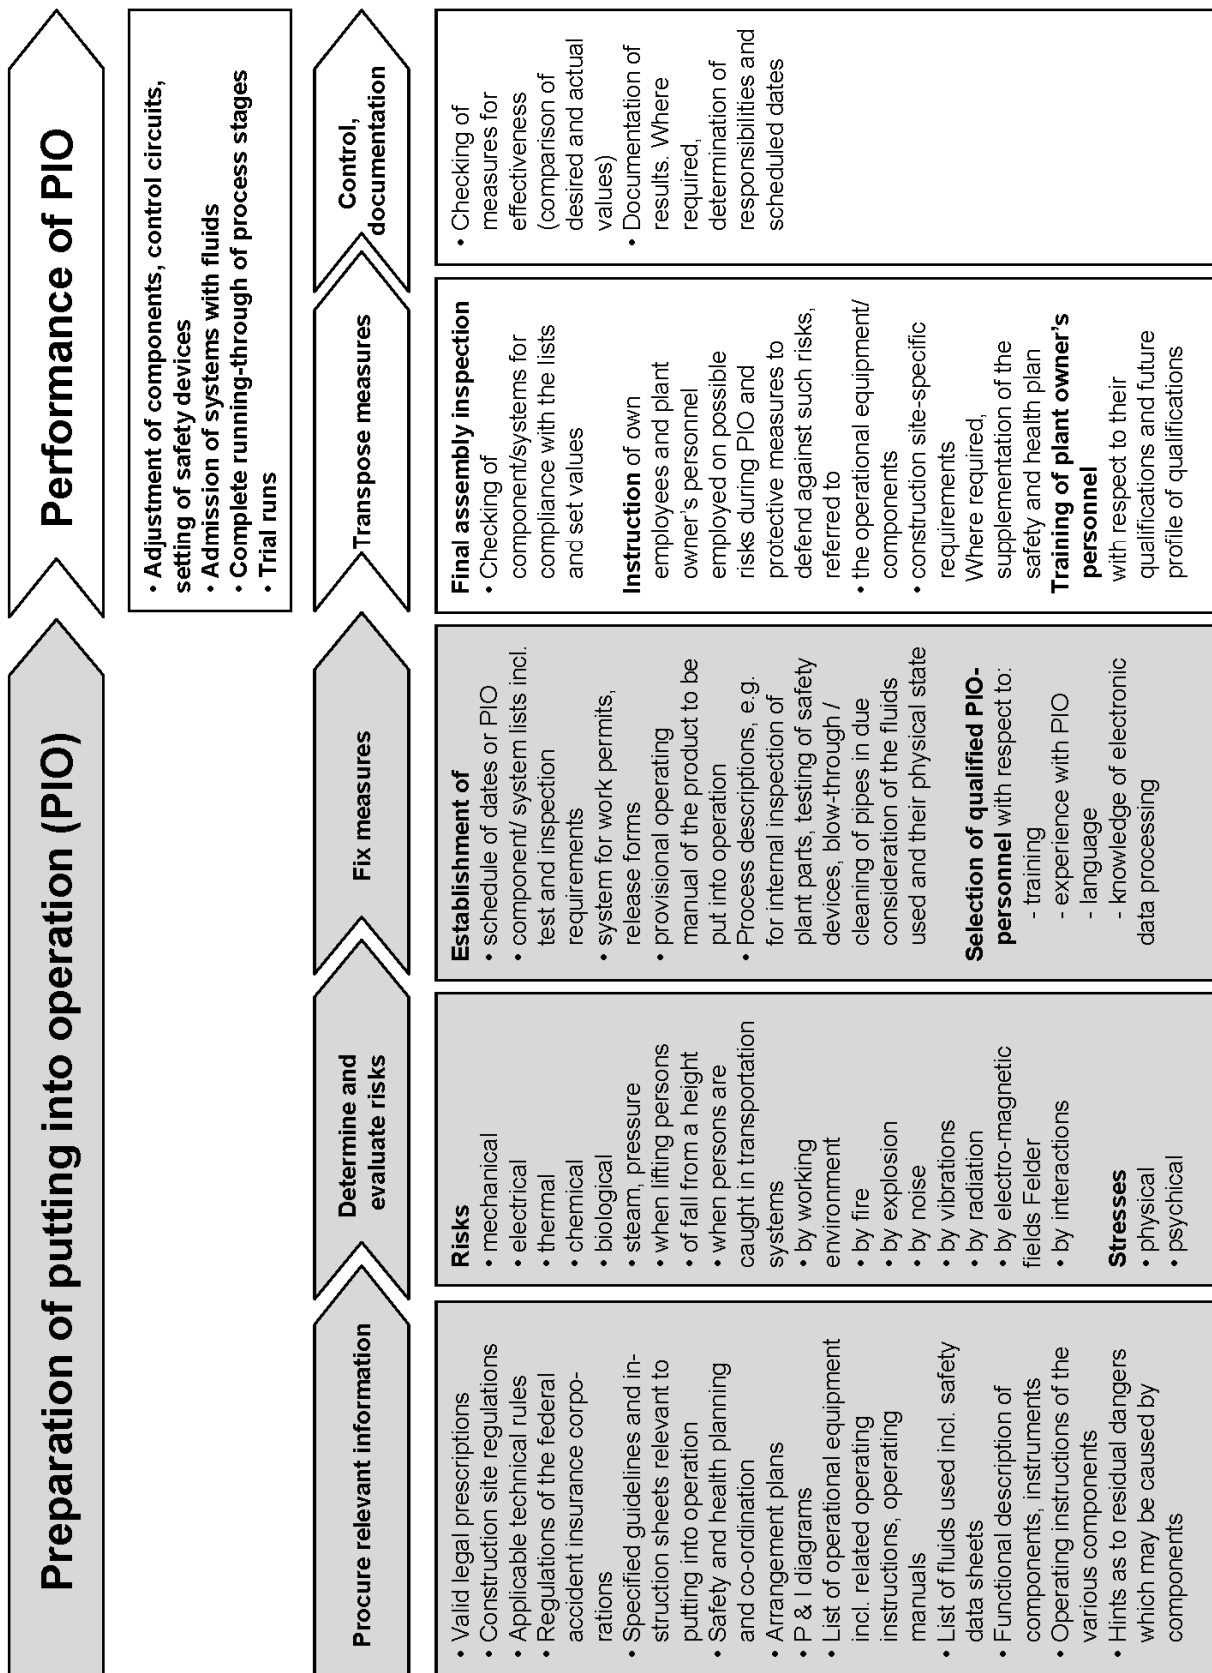 Preparation of putting into operation (PIO)
Performance of PIO
• Adjustment of components, control circuits,
setting of safety devices
• Admission of systems with fluids
• Complete running-through of process stages
• Trial runs
Procure relevant information
Determine and
evaluate risks
Fix measures
Transpose measures
Control,
documentation
• Valid legal prescriptions
• Construction site regulations
• Applicable technical rules
• Regulations of the federal
accident insurance corpo-
rations
• Specified guidelines and in-
struction sheets relevant to
putting into operation
• Safety and health planning
and co-ordination
• Arrangement plans
• P & I diagrams
• List of operational equipment
incl. related operating
instructions, operating
manuals
• List of fluids used incl. safety
data sheets
• Functional description of
components, instruments
• Operating instructions of the
various components
• Hints as to residual dangers
which may be caused by
components
Risks
• mechanical
• electrical
• thermal
• chemical
• biological
• steam, pressure
• when lifting persons
• of fall from a height
• when persons are
caught in transportation
systems
• by working
environment
• by fire
• by explosion
• by noise
• by vibrations
• by radiation
• by electro-magnetic
fields Felder
• by interactions
Stresses
• physical
• psychical
Establishment of
• schedule of dates or PIO
• component/ system lists incl.
test and inspection
requirements
• system for work permits,
release forms
• provisional operating
manual of the product to be
put into operation
• Process descriptions, e.g.
for internal inspection of
plant parts, testing of safety
devices, blow-through /
cleaning of pipes in due
consideration of the fluids
used and their physical state
Selection of qualified PIO-
personnel with respect to:
- training
- experience with PIO
- language
- knowledge of electronic
data processing
Final assembly inspection
• Checking of
component/systems for
compliance with the lists
and set values
Instruction of own
employees and plant
owner's personnel
employed on possible
risks during PIO and
protective measures to
defend against such risks,
referred to
• the operational equipment/
components
• construction site-specific
requirements
Where required,
supplementation of the
safety and health plan
Training of plant owner's
personnel
with respect to their
qualifications and future
profile of qualifications
• Checking of
measures for
effectiveness
(comparison of
desired and actual
values)
• Documentation of
results. Where
required,
determination of
responsibilities and
scheduled dates